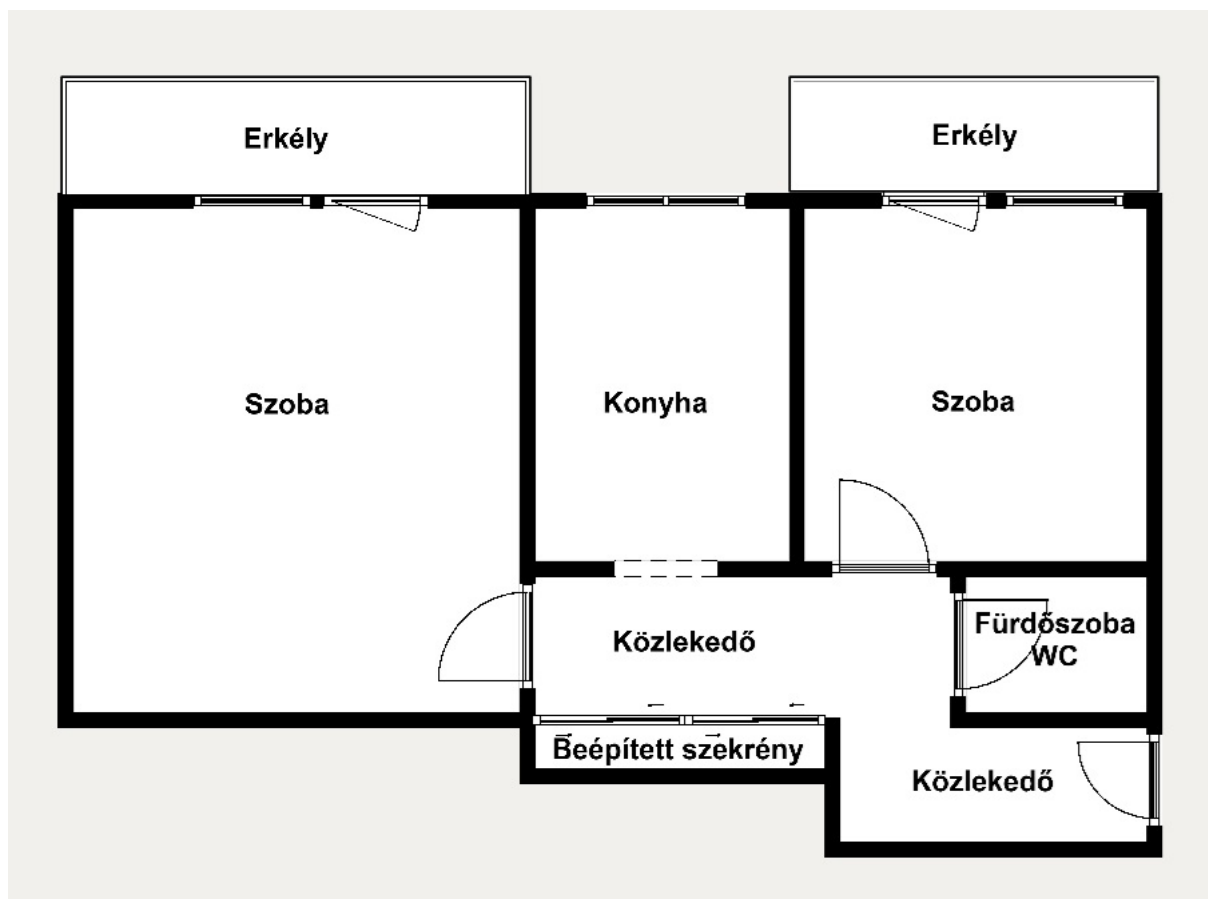 Erkély
Erkély
Szoba
Konyha
Szoba
Közlekedő
Fürdőszoba
WC
Beépített szekrény
Közlekedő